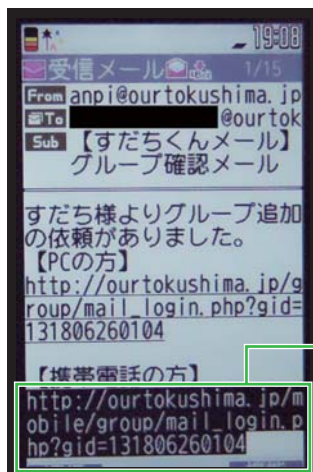 19:08
受信メール 1/15
From anpi@ourtokushima.jp
To @ourtok
Sub 【すだちくんメール】
グループ確認メール
すだち様よりグループ追加
の依頼がありました。
【PCの方】
http://ourtokushima.jp/g
roup/mail_login.php?gid=
131806260104
【携帯電話の方】
http://ourtokushima.jp/m
obile/group/mail_login.p
hp?gid=131806260104